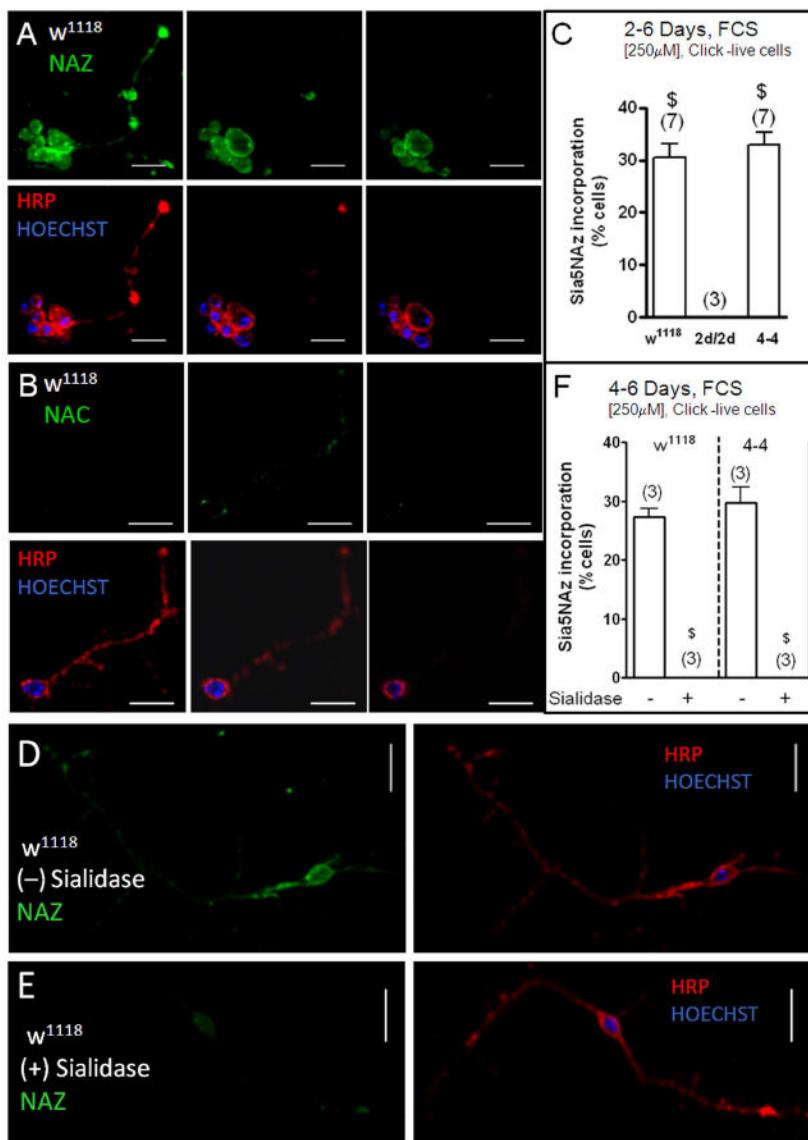 A
w1118
NAZ
HRP
HOECHST
B
w1118
NAC
HRP
HOECHST
C
2-6 Days, FCS
[250µM], Click-live cells
Sia5NAz incorporation
(% cells)
40
30
20
10
0
$
(7)
(3)
$
(7)
w1118 2d/2d 4-4
F
4-6 Days, FCS
[250µM], Click-live cells
Sia5NAz incorporation
(% cells)
40
30
20
10
0
w1118 4-4
(3)
$
(3)
(3)
$
(3)
Sialidase - + - +
D
w1118
(–) Sialidase
NAZ
HRP
HOECHST
E
w1118
(+) Sialidase
NAZ
HRP
HOECHST